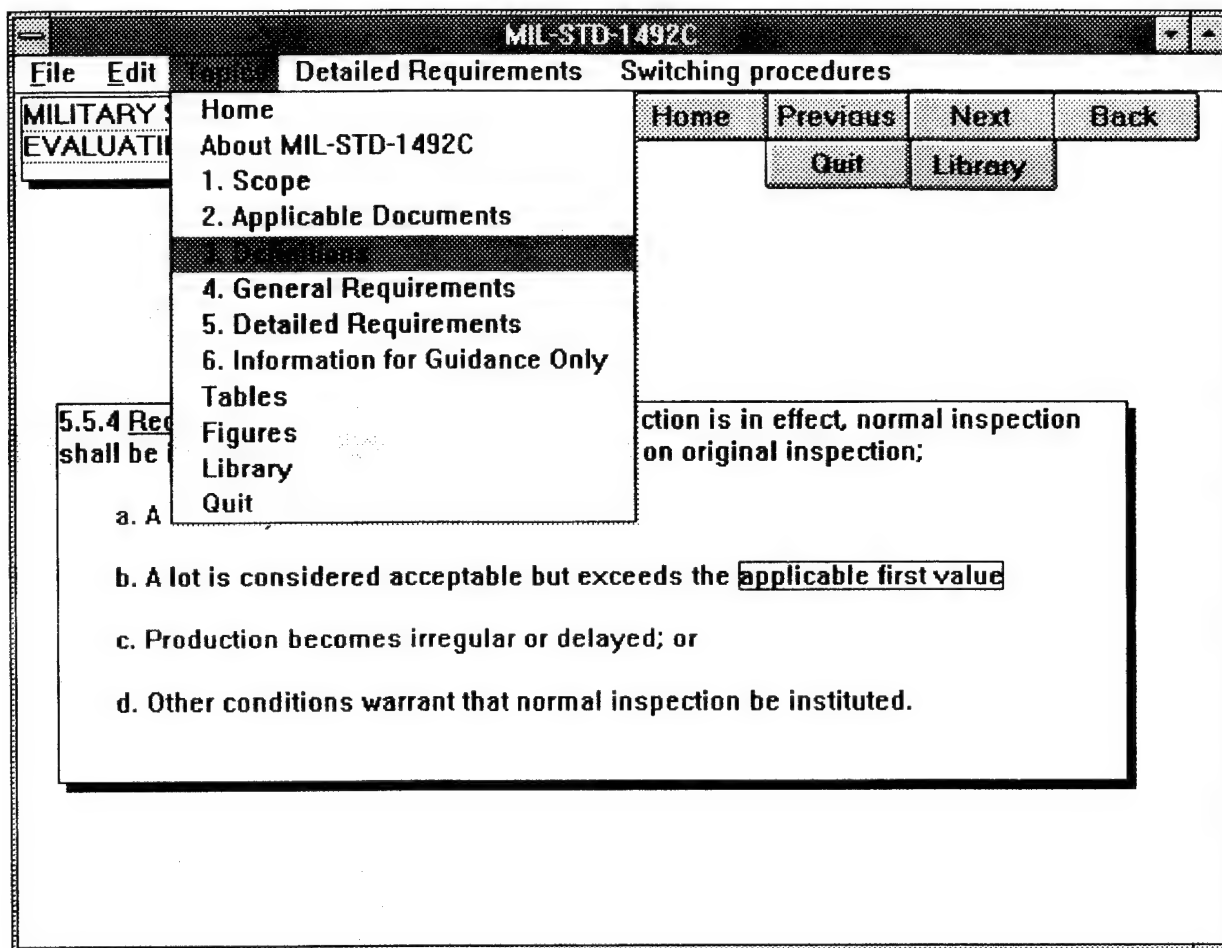 MIL-STD-1492C
File Edit Topics Detailed Requirements Switching procedures
MILITARY
EVALUATI
Home Previous Next Back
Quit Library
Home
About MIL-STD-1492C
1. Scope
2. Applicable Documents
3. Definitions
4. General Requirements
5. Detailed Requirements
6. Information for Guidance Only
Tables
Figures
Library
Quit
5.5.4 Red ction is in effect, normal inspection
shall be i on original inspection;
a. A
b. A lot is considered acceptable but exceeds the applicable first value
c. Production becomes irregular or delayed; or
d. Other conditions warrant that normal inspection be instituted.